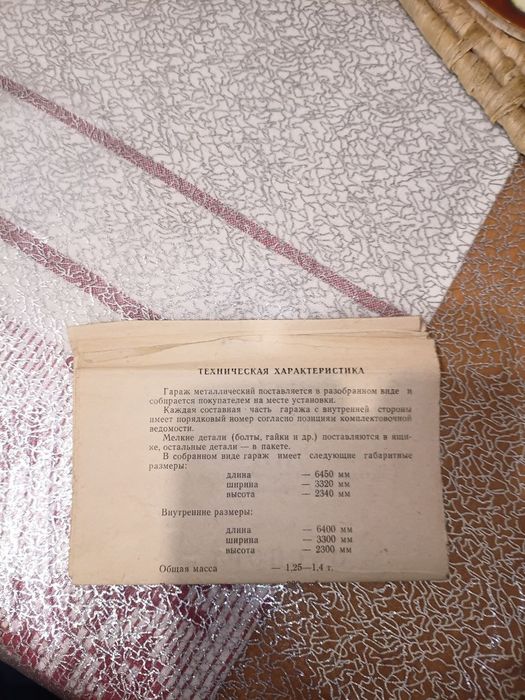 ТЕХНИЧЕСКАЯ ХАРАКТЕРИСТИКА
Гараж металлический поставляется в разобранном виде и
собирается покупателем на месте установки.
Каждая составная часть гаража с внутренней стороны
имеет порядковый номер согласно позициям комплектовочной
ведомости.
Мелкие детали (болты, гайки и др.) поставляются в ящи-
ке, остальные детали — в пакете.
В собранном виде гараж имеет следующие габаритные
размеры:
длина — 6450 мм
ширина — 3320 мм
высота — 2340 мм
Внутренние размеры:
длина — 6400 мм
ширина — 3300 мм
высота — 2300 мм
Общая масса — 1,25—1,4 т.